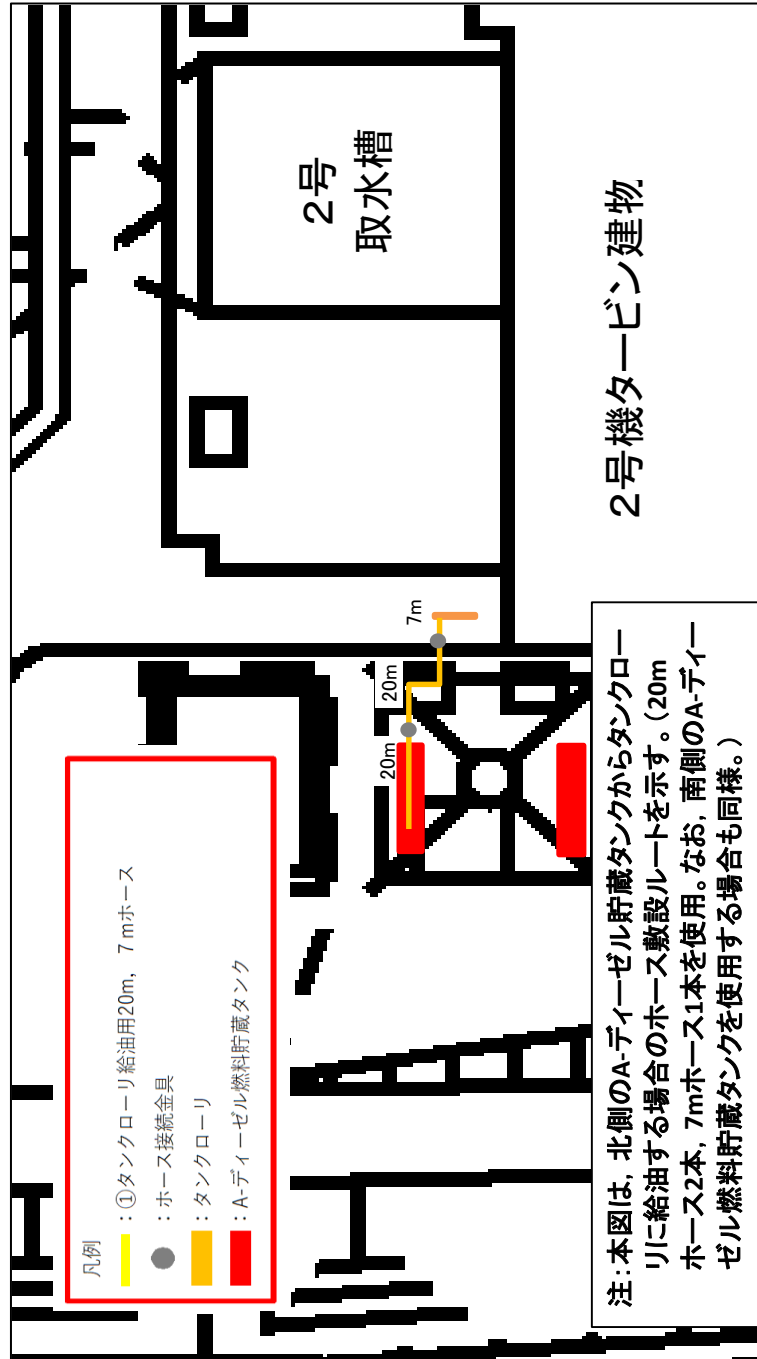 凡例
：①タンクローリ給油用20m，7mホース
：ホース接続金具
：タンクローリ
：A-ディーゼル燃料貯蔵タンク
20m
20m
7m
2号
取水槽
2号機タービン建物
注：本図は，北側のA-ディーゼル貯蔵タンクからタンクロー
リに給油する場合のホース敷設ルートを示す。（20m
ホース2本，7mホース1本を使用。なお，南側のA-ディー
ゼル燃料貯蔵タンクを使用する場合も同様。）